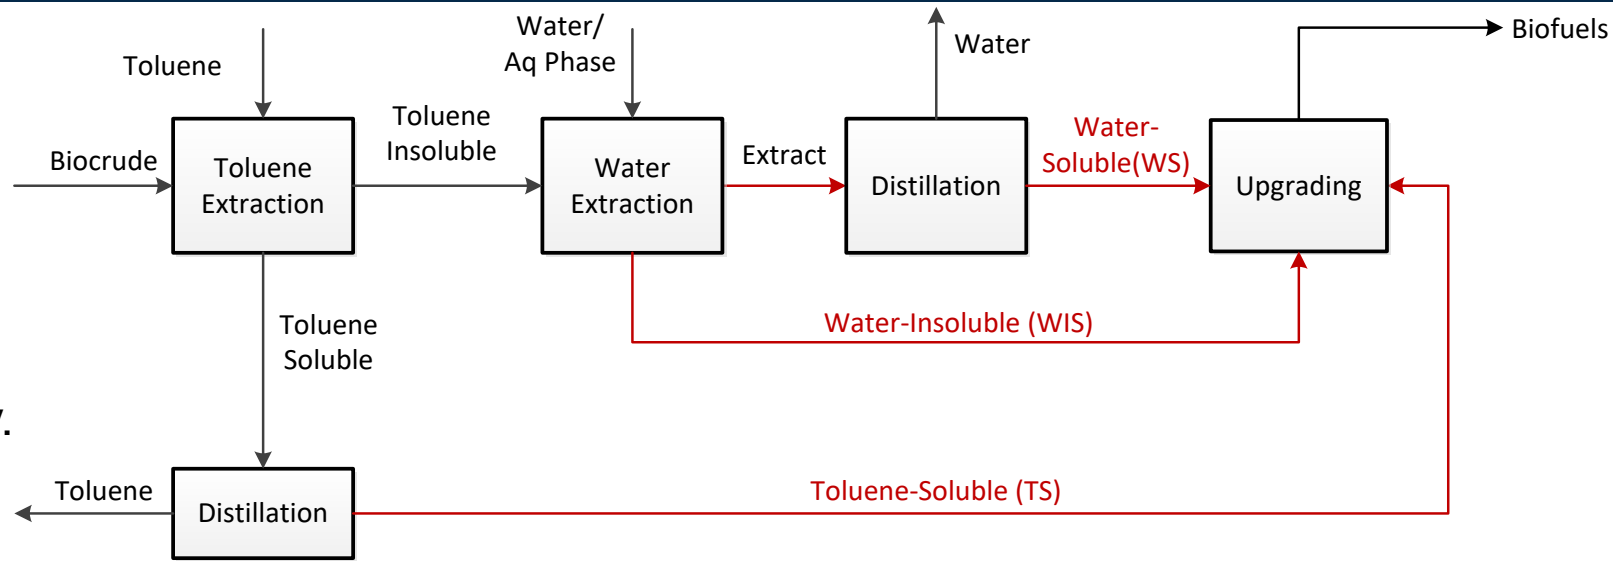 Water/
Aq Phase
Toluene
Water
Biofuels
Biocrude
Toluene
Extraction
Toluene
Insoluble
Water
Extraction
Extract
Distillation
Water-
Soluble(WS)
Upgrading
Toluene
Soluble
Water-Insoluble (WIS)
Toluene
Distillation
Toluene-Soluble (TS)